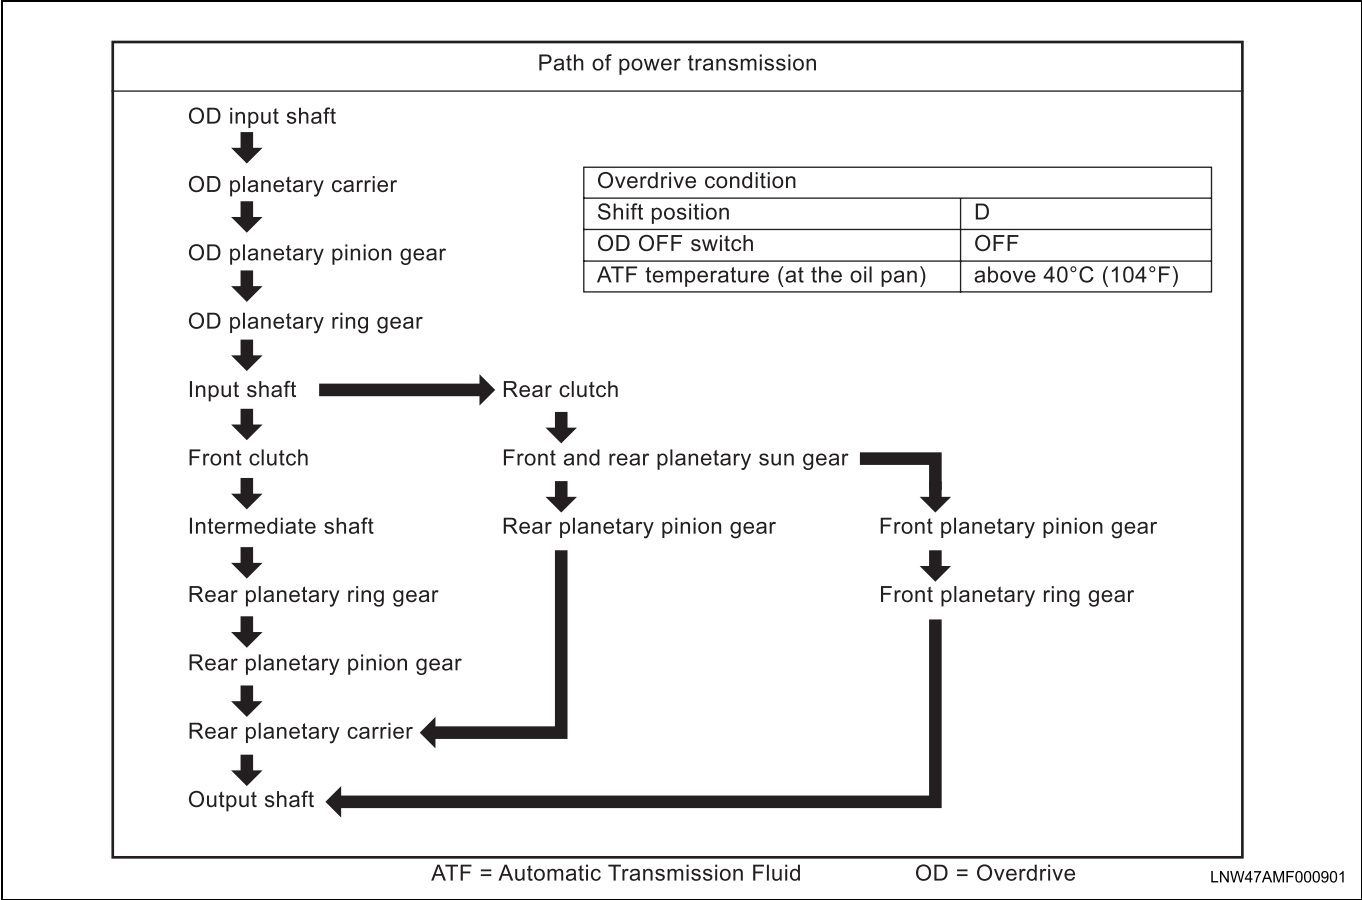 Path of power transmission
OD input shaft
OD planetary carrier
OD planetary pinion gear
OD planetary ring gear
Input shaft
Front clutch
Intermediate shaft
Rear planetary ring gear
Rear planetary pinion gear
Rear planetary carrier
Output shaft
Rear clutch
Front and rear planetary sun gear
Rear planetary pinion gear
Front planetary pinion gear
Front planetary ring gear
Overdrive condition
Shift position D
OD OFF switch OFF
ATF temperature (at the oil pan) above 40°C (104°F)
ATF = Automatic Transmission Fluid OD = Overdrive
LNW47AMF000901